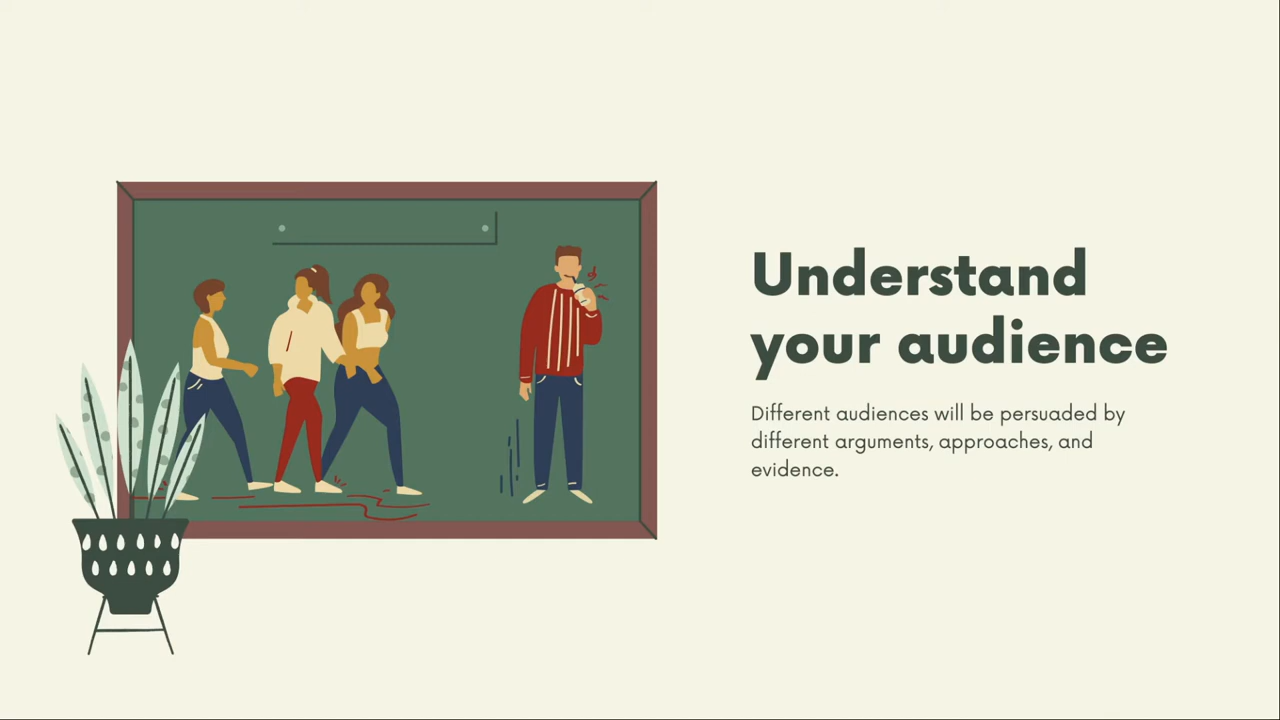 Understand
your audience
Different audiences will be persuaded by
different arguments, approaches, and
evidence.